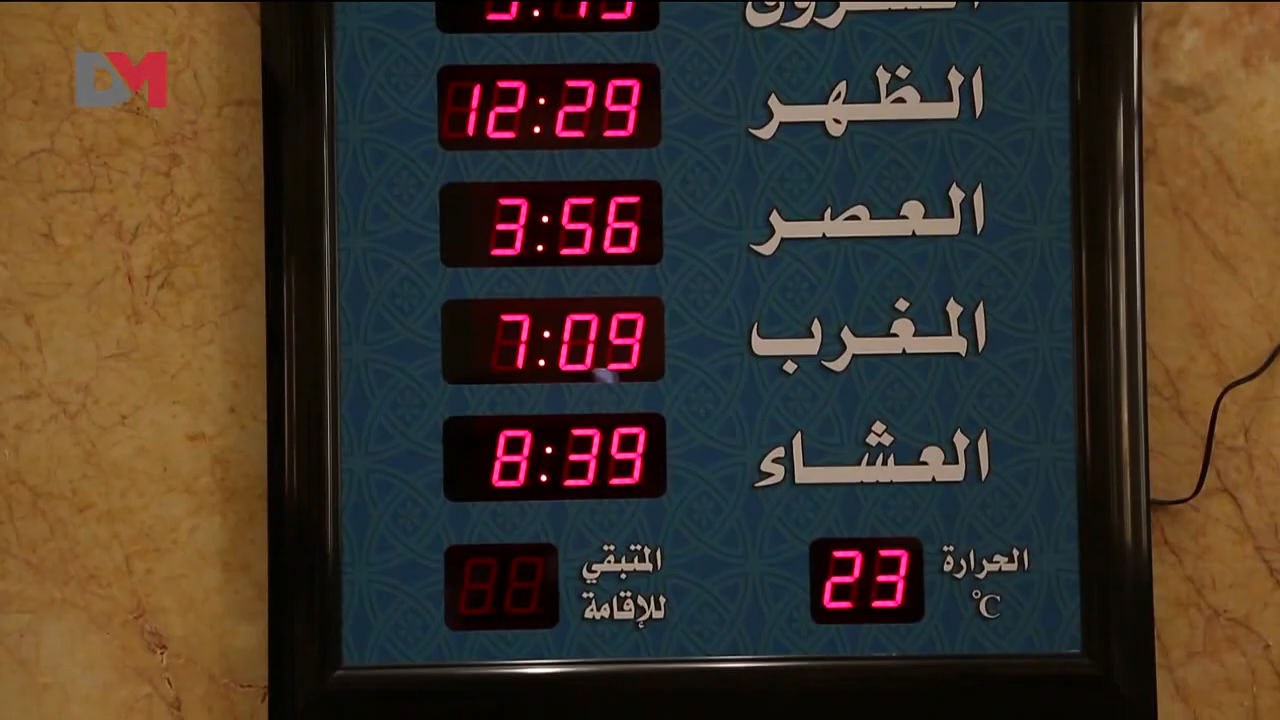 DM
الظهر 12:29
العصر 3:56
المغرب 7:09
العشاء 8:39
الحرارة ℃ 23
المتبقي
للإقامة